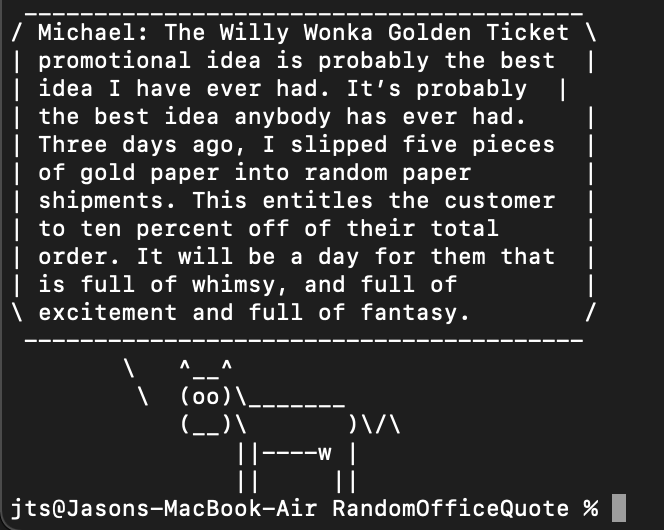 ________________________________________
/ Michael: The Willy Wonka Golden Ticket \
| promotional idea is probably the best  |
| idea I have ever had. It’s probably  |
| the best idea anybody has ever had.    |
| Three days ago, I slipped five pieces  |
| of gold paper into random paper        |
| shipments. This entitles the customer  |
| to ten percent off of their total      |
| order. It will be a day for them that  |
| is full of whimsy, and full of         |
\ excitement and full of fantasy.        /
 ----------------------------------------
        \   ^__^
         \  (oo)\_______
            (__)\       )\/\
                ||----w |
                ||     ||
jts@Jasons-MacBook-Air RandomOfficeQuote %